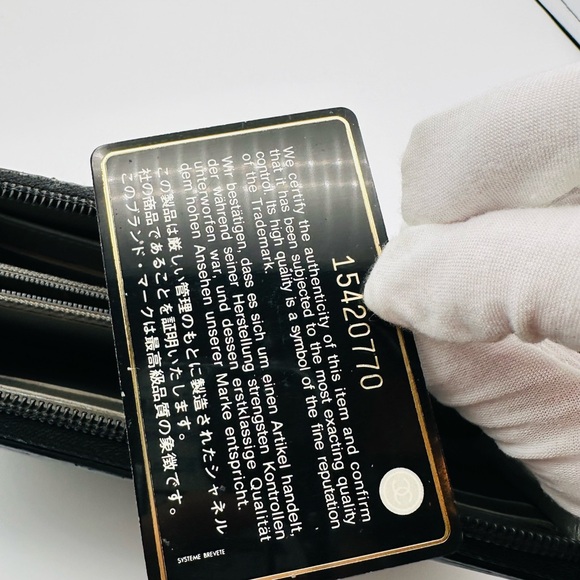 15420770
We certify the authenticity of this item and confirm
that it has been subjected to the most exacting quality
control. Its high quality is a symbol of the fine reputation
of the Trademark.
Wir bestätigen, dass es sich um einen Artikel handelt,
der während seiner Herstellung strengsten Kontrollen
unterworfen war, und dessen erstklassige Qualität
dem hohen Ansehen unserer Marke entspricht.
この製品は厳しい管理のもとに製造されたシャネル
社の商品であることを証明いたします。
このブランド・マークは最高級品質の象徴です。
SYSTEME BREVETE